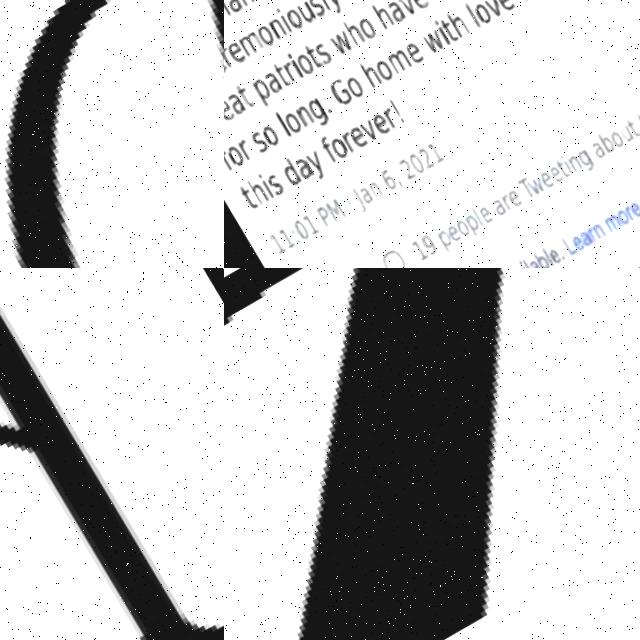 emoniously
eat patriots who have
or so long. Go home with love
this day forever!
11:01 PM · Jan 6, 2021
19 people are Tweeting about
Learn more